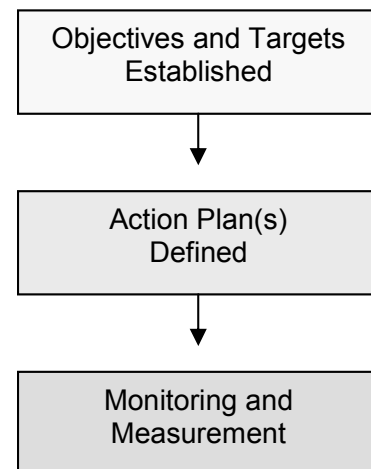 Objectives and Targets
Established
Action Plan(s)
Defined
Monitoring and
Measurement